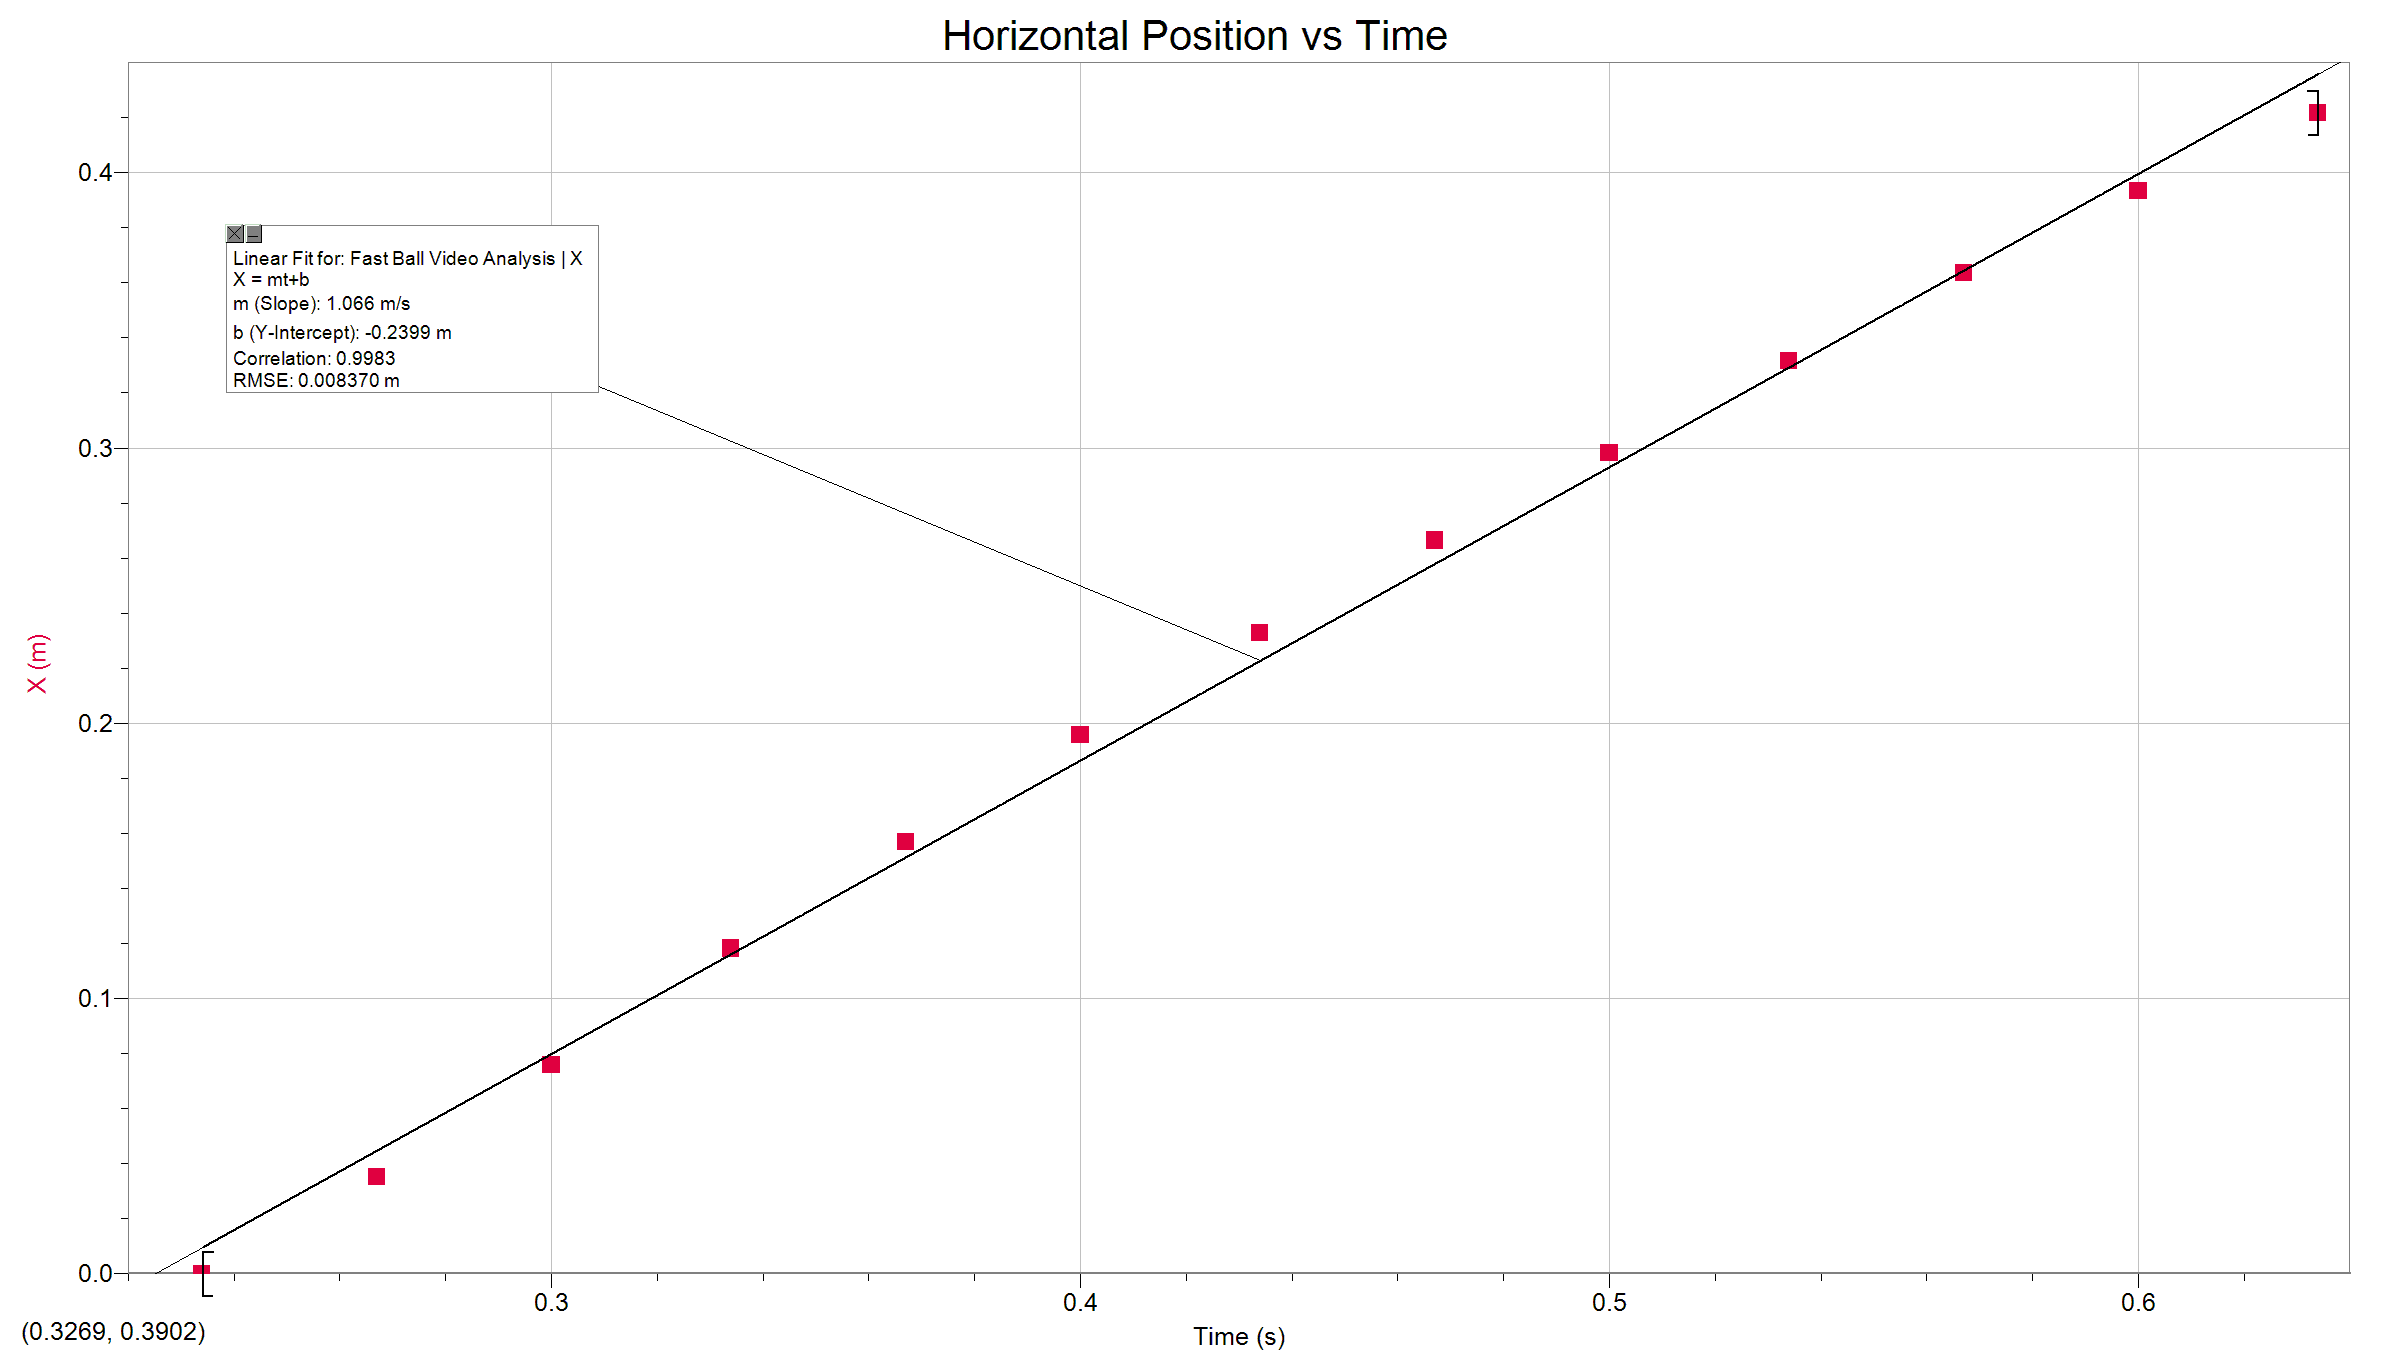 Horizontal Position vs Time
0.4
Linear Fit for: Fast Ball Video Analysis | X
X = mt+b
m (Slope): 1.066 m/s
b (Y-Intercept): -0.2399 m
Correlation: 0.9983
RMSE: 0.008370 m
0.3
X (m)
0.2
0.1
0.0
0.3 0.4 0.5 0.6
(0.3269, 0.3902)
Time (s)